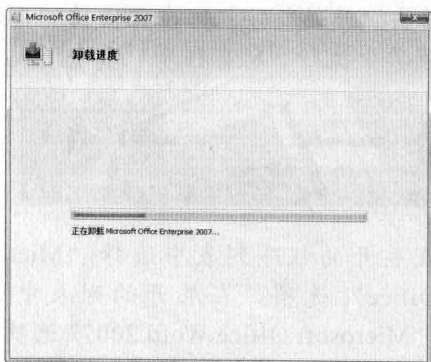 Microsoft Office Enterprise 2007
卸载进度
正在卸载 Microsoft Office Enterprise 2007...